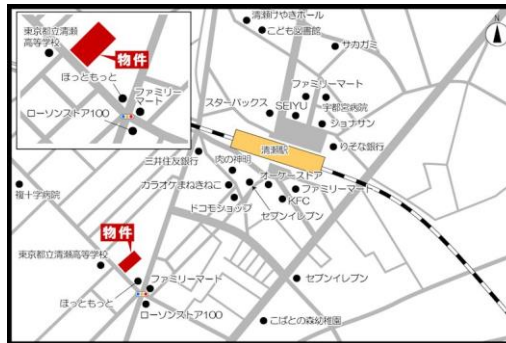 東京都立清瀬
高等学校
物件
ほっともっと
ファミリー
マート
ローソンストア100
清瀬けやきホール
こども図書館
サカガミ
N
ファミリーマート
SEIYU
宇都宮病院
スターバックス
ジョナサン
りそな銀行
清瀬駅
三井住友銀行
肉の神明
オーケーストア
カラオケまねきねこ
ファミリーマート
KFC
ドコモショップ
セブンイレブン
複十字病院
物件
東京都立清瀬高等学校
ファミリーマート
ほっともっと
ローソンストア100
セブンイレブン
こばとの森幼稚園